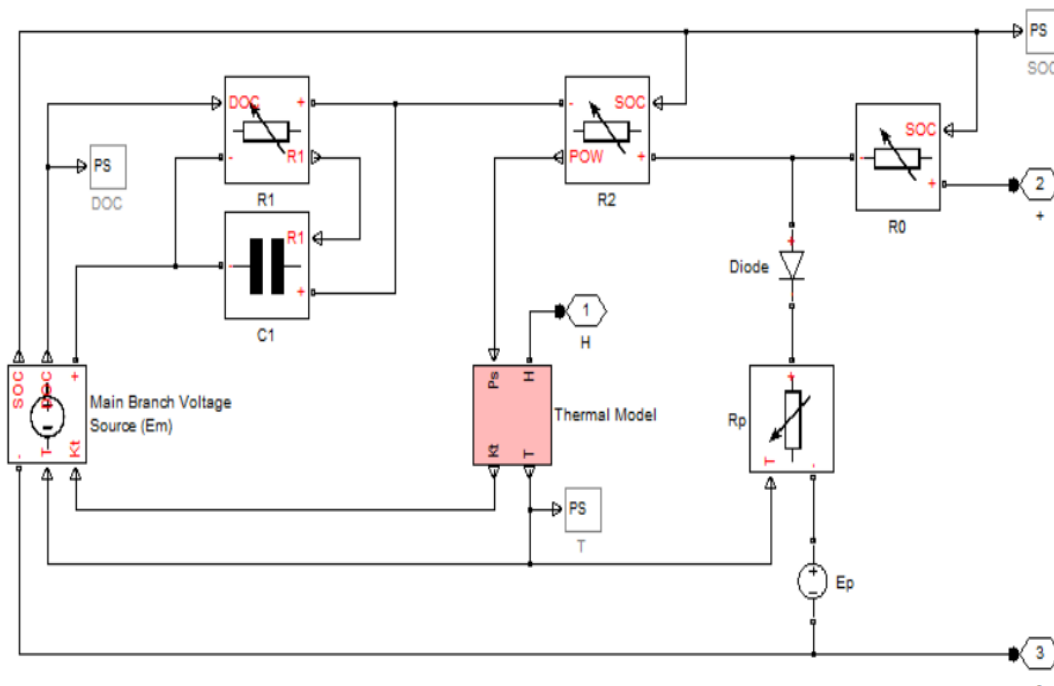 PS
SOC
DOC
+
-
R1
R1
PS
DOC
R1
-
+
C1
-
SOC
POW
+
R2
SOC
-
+
R0
2
+
+
Diode
-
1
H
SOC
DOC
+
-
T
Kt
Main Branch Voltage
Source (Em)
Ps
H
Kt
T
Thermal Model
+
Rp
T
-
PS
T
+
-
Ep
3